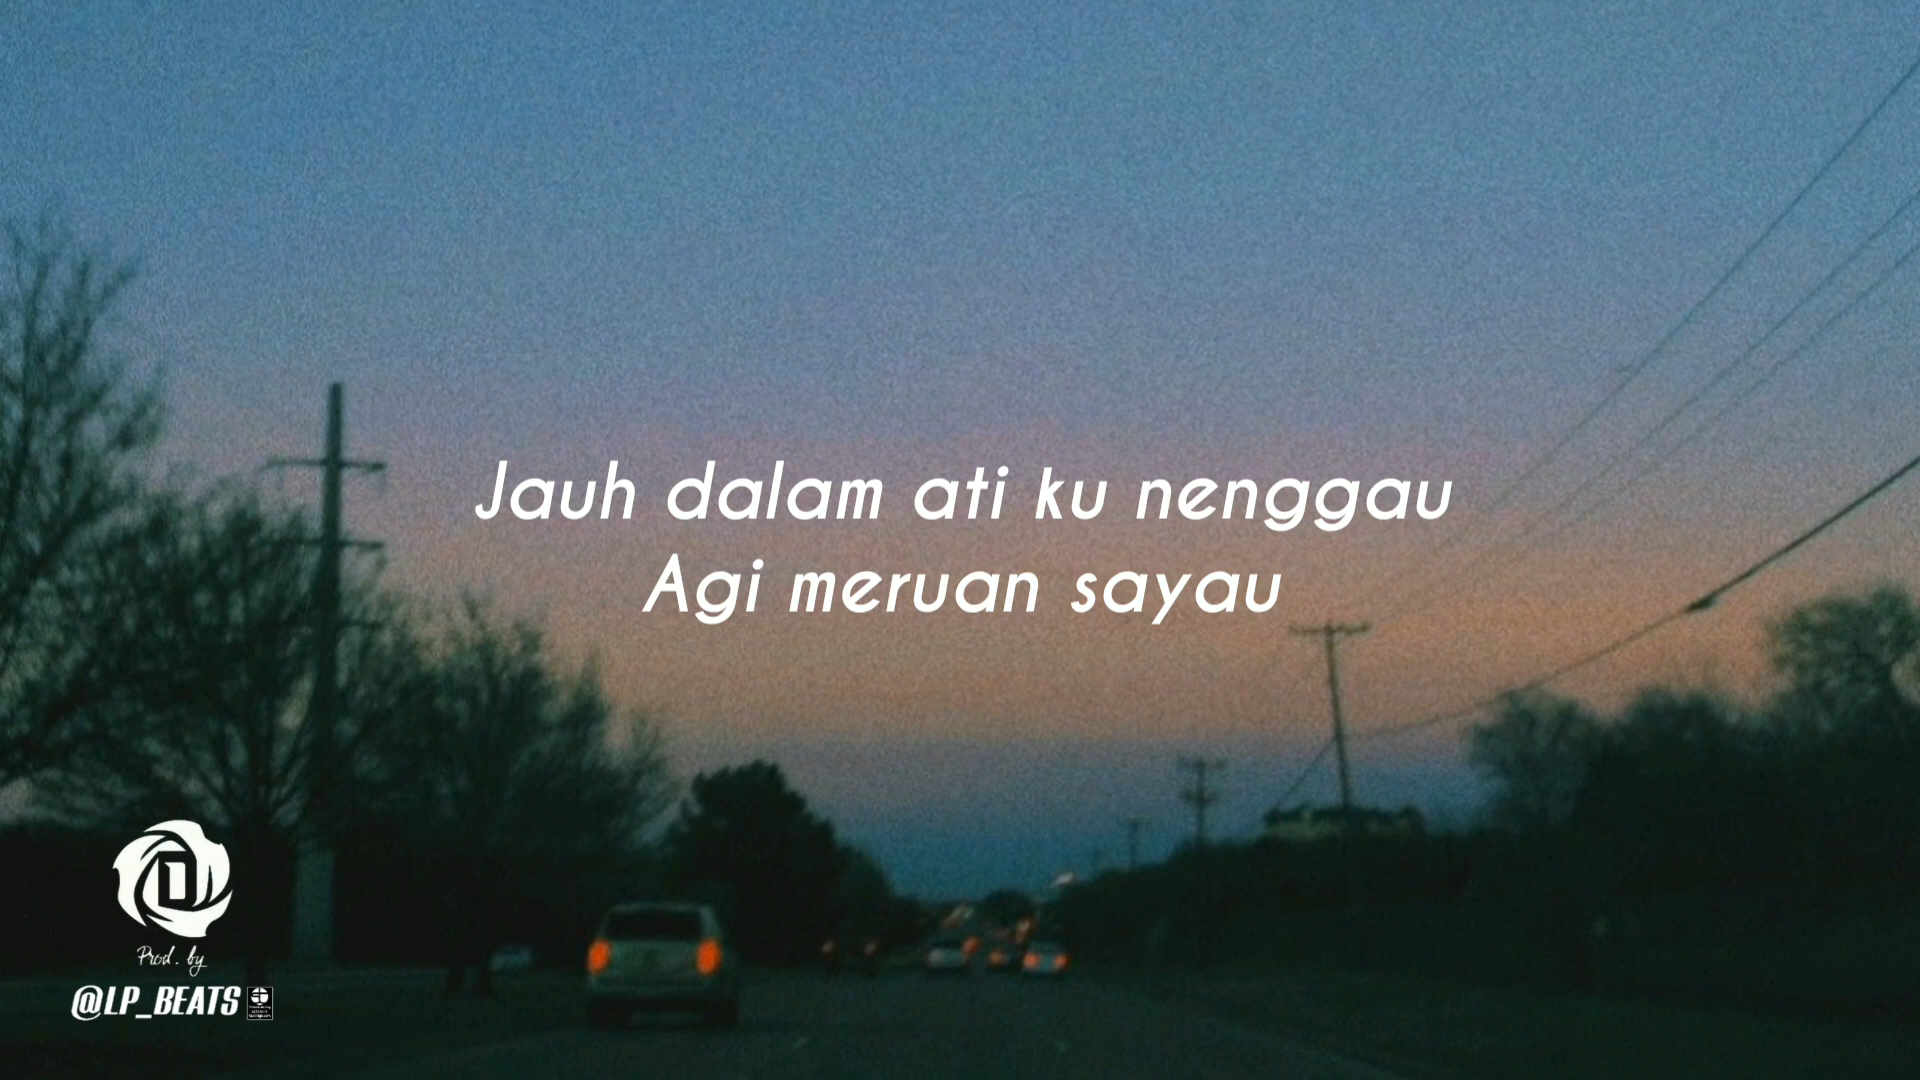 Jauh dalam ati ku nenggau
Agi meruan sayau
D
Prod. by
@LP_BEATS